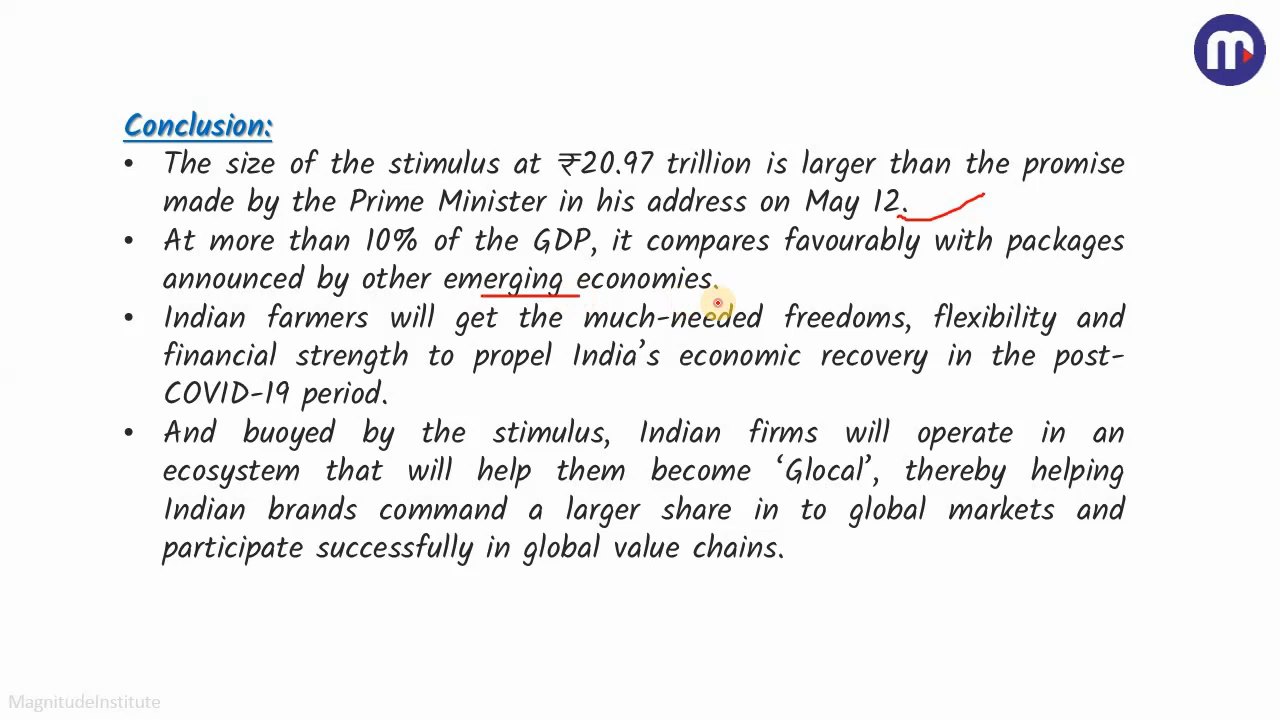 Conclusion:
• The size of the stimulus at ₹20.97 trillion is larger than the promise
made by the Prime Minister in his address on May 12.
• At more than 10% of the GDP, it compares favourably with packages
announced by other emerging economies.
• Indian farmers will get the much-needed freedoms, flexibility and
financial strength to propel India’s economic recovery in the post-
COVID-19 period.
• And buoyed by the stimulus, Indian firms will operate in an
ecosystem that will help them become ‘Glocal’, thereby helping
Indian brands command a larger share in to global markets and
participate successfully in global value chains.
MagnitudeInstitute